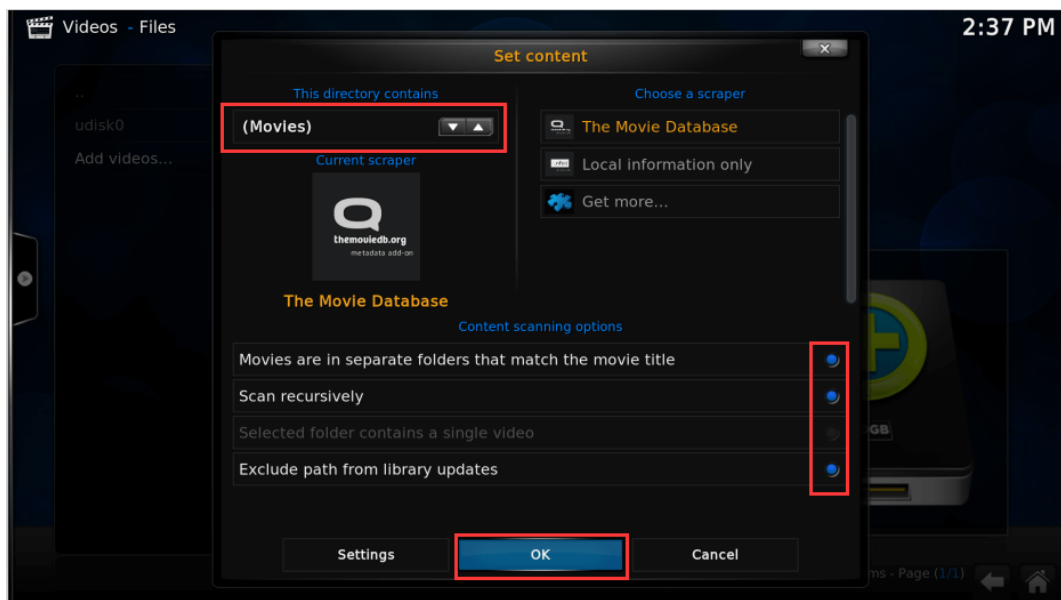 Videos - Files
2:37 PM
..
udisk0
Add videos...
Set content
This directory contains
(Movies)
Current scraper
themoviedb.org
metadata add-on
The Movie Database
Choose a scraper
The Movie Database
Local information only
Get more...
Content scanning options
Movies are in separate folders that match the movie title
Scan recursively
Selected folder contains a single video
Exclude path from library updates
GB
Settings
OK
Cancel
ms - Page (1/1)